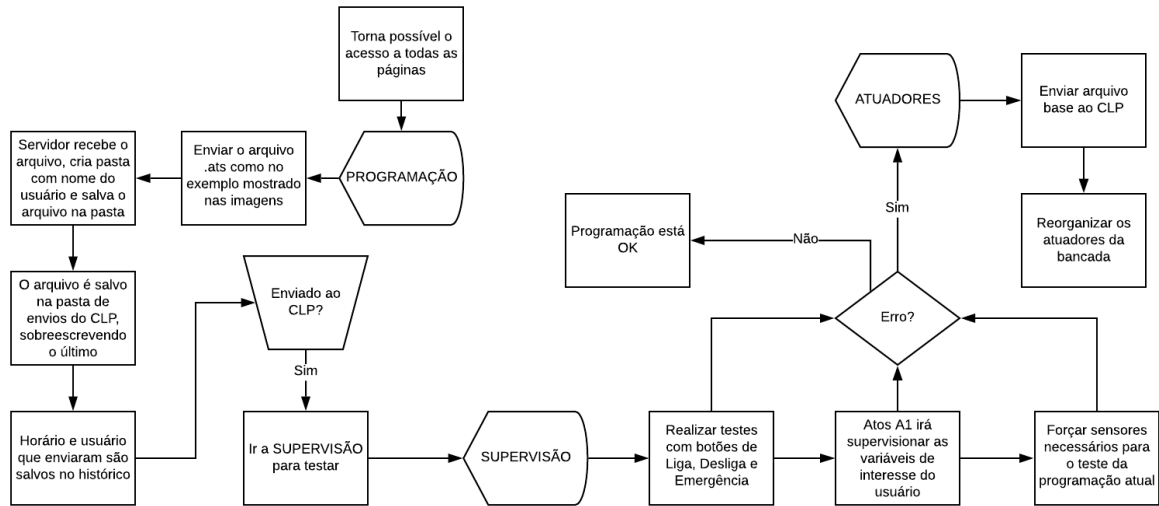 Torna possível o
acesso a todas as
páginas
PROGRAMAÇÃO
Enviar o arquivo
.ats como no
exemplo mostrado
nas imagens
Servidor recebe o
arquivo, cria pasta
com nome do
usuário e salva o
arquivo na pasta
O arquivo é salvo
na pasta de
envios do CLP,
sobreescrevendo
o último
Horário e usuário
que enviaram são
salvos no histórico
Enviado ao
CLP?
Sim
Ir a SUPERVISÃO
para testar
SUPERVISÃO
Realizar testes
com botões de
Liga, Desliga e
Emergência
Atos A1 irá
supervisionar as
variáveis de
interesse do
usuário
Forçar sensores
necessários para
o teste da
programação atual
Erro?
Não
Programação está
OK
Sim
ATUADORES
Enviar arquivo
base ao CLP
Reorganizar os
atuadores da
bancada